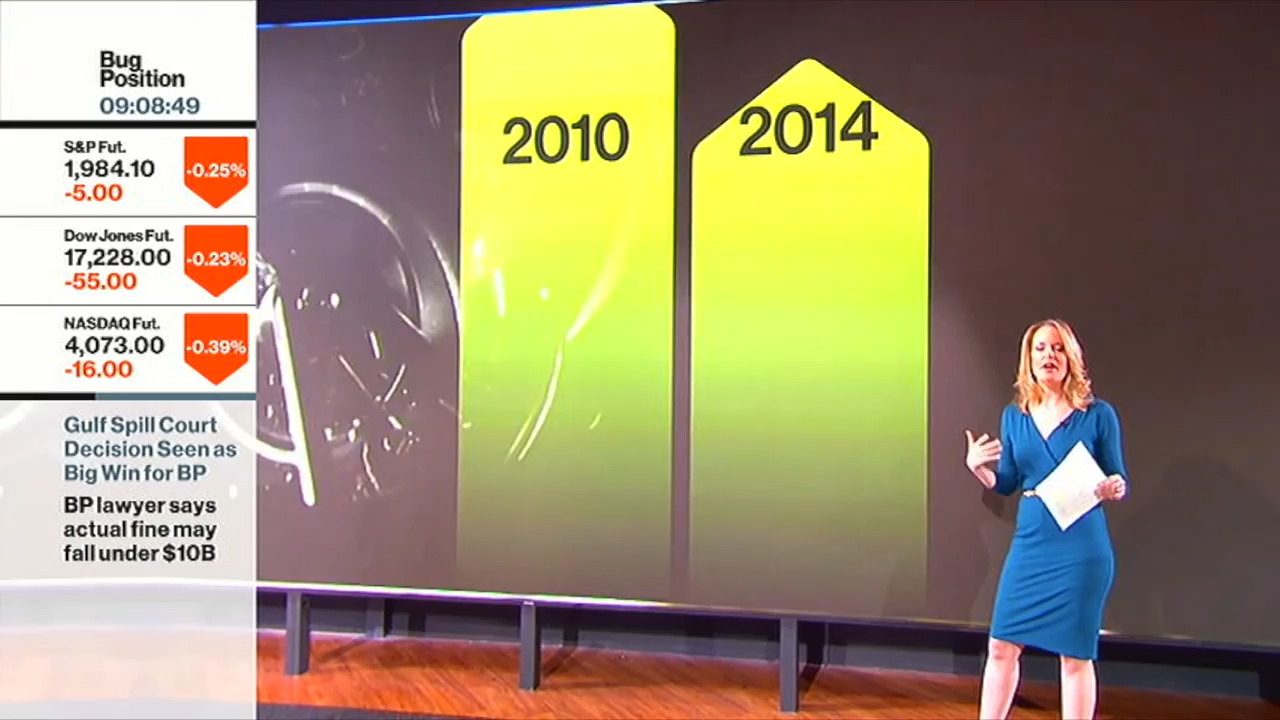 Bug
Position
09:08:49
S&P Fut.
1,984.10
-5.00
-0.25%
Dow Jones Fut.
17,228.00
-55.00
-0.23%
NASDAQ Fut.
4,073.00
-16.00
-0.39%
Gulf Spill Court
Decision Seen as
Big Win for BP
BP lawyer says
actual fine may
fall under $10B
2010
2014